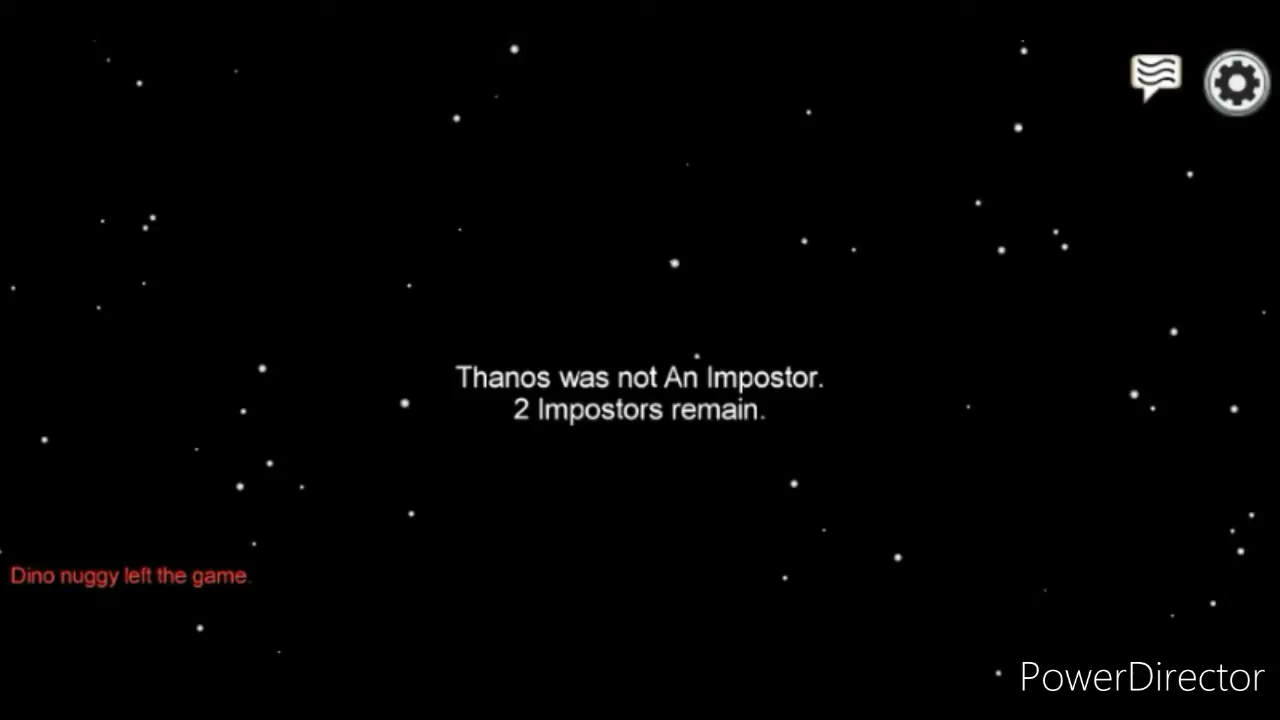 Thanos was not An Impostor.
2 Impostors remain.
Dino nuggy left the game.
PowerDirector